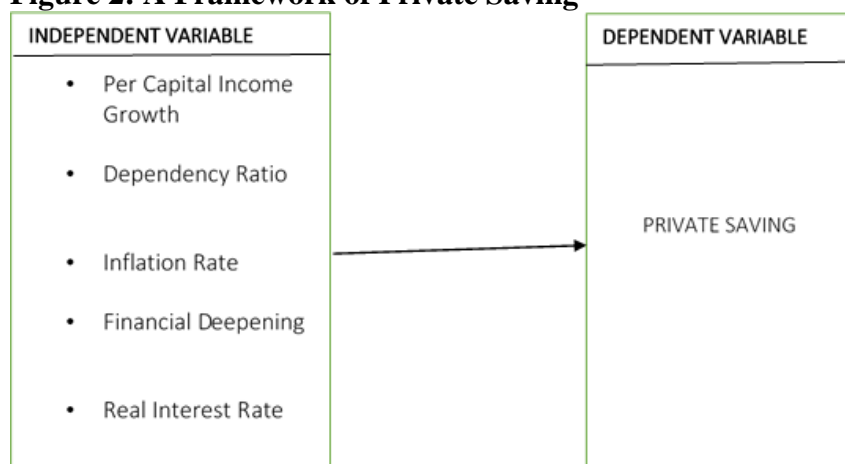 Figure 2: A Framework of Private Saving
INDEPENDENT VARIABLE
• Per Capital Income
Growth
• Dependency Ratio
• Inflation Rate
• Financial Deepening
• Real Interest Rate
DEPENDENT VARIABLE
PRIVATE SAVING